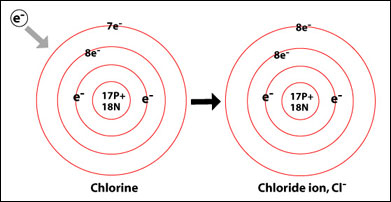 e⁻
7e⁻
8e⁻
e⁻ e⁻
17P+
18N
Chlorine
8e⁻
8e⁻
e⁻ e⁻
17P+
18N
Chloride ion, Cl⁻